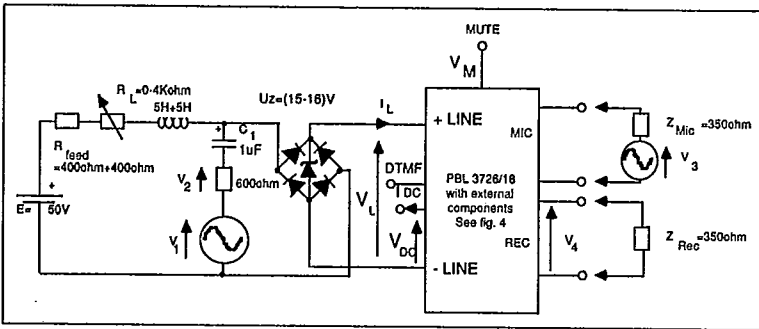 MUTE
V M
R L =0-4Kohm
5H+5H
Uz=(15-16)V
I L
+ LINE
MIC
Z Mic =350ohm
+
C 1
1uF
R feed
=400ohm+400ohm
V 2
600ohm
DTMF
PBL 3726/18
with external
components
See fig. 4
V 3
I DC
V L
+
E=
50V
V 1
V DC
REC
V 4
Z Rec =350ohm
- LINE